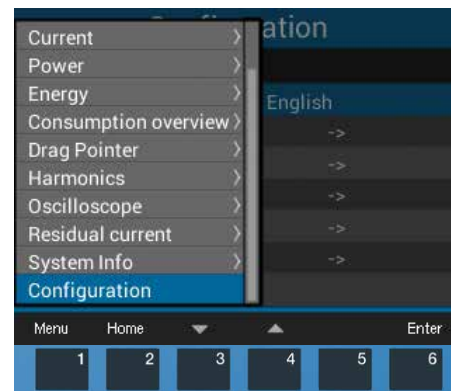 ation
Current
Power
Energy
English
Consumption overview
->
Drag Pointer
->
Harmonics
->
Oscilloscope
->
Residual current
->
System Info
Configuration
Menu Home Enter
1 2 3 4 5 6